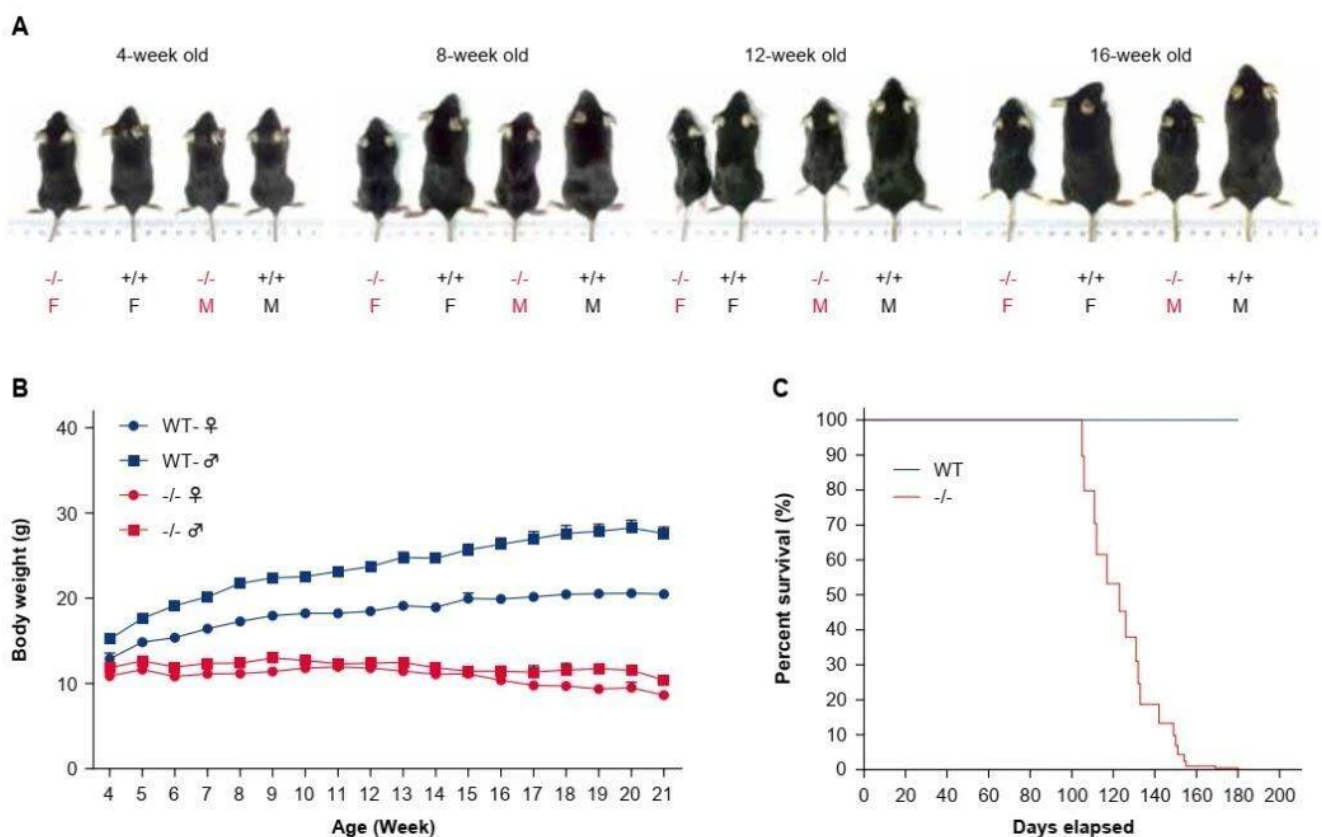 A
4-week old 8-week old 12-week old 16-week old
-/- +/+ -/- +/+ -/- +/+ -/- +/+ -/- +/+ -/- +/+ -/- +/+ -/- +/+
F F M M F F M M F F M M F F M M
B
WT- ♀
WT- ♂
-/- ♀
-/- ♂
Body weight (g)
40
30
20
10
0
4 5 6 7 8 9 10 11 12 13 14 15 16 17 18 19 20 21
Age (Week)
C
WT
-/-
Percent survival (%)
100
90
80
70
60
50
40
30
20
10
0
0 20 40 60 80 100 120 140 160 180 200
Days elapsed